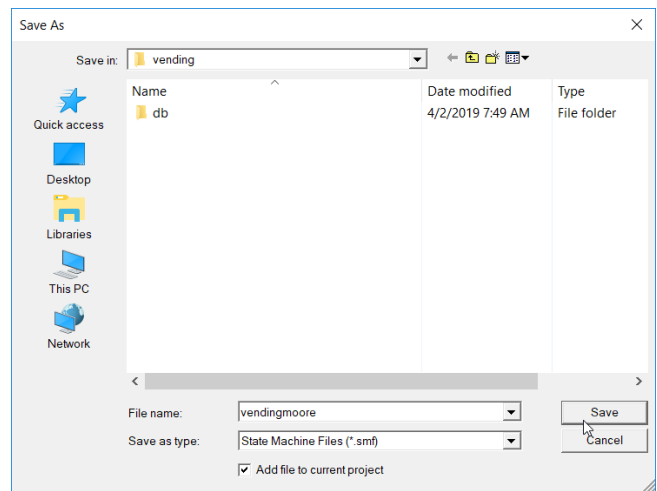 Save As
Save in: vending
Name Date modified Type
db 4/2/2019 7:49 AM File folder
Quick access
Desktop
Libraries
This PC
Network
File name: vendingmoore Save
Save as type: State Machine Files (*.smf) Cancel
Add file to current project